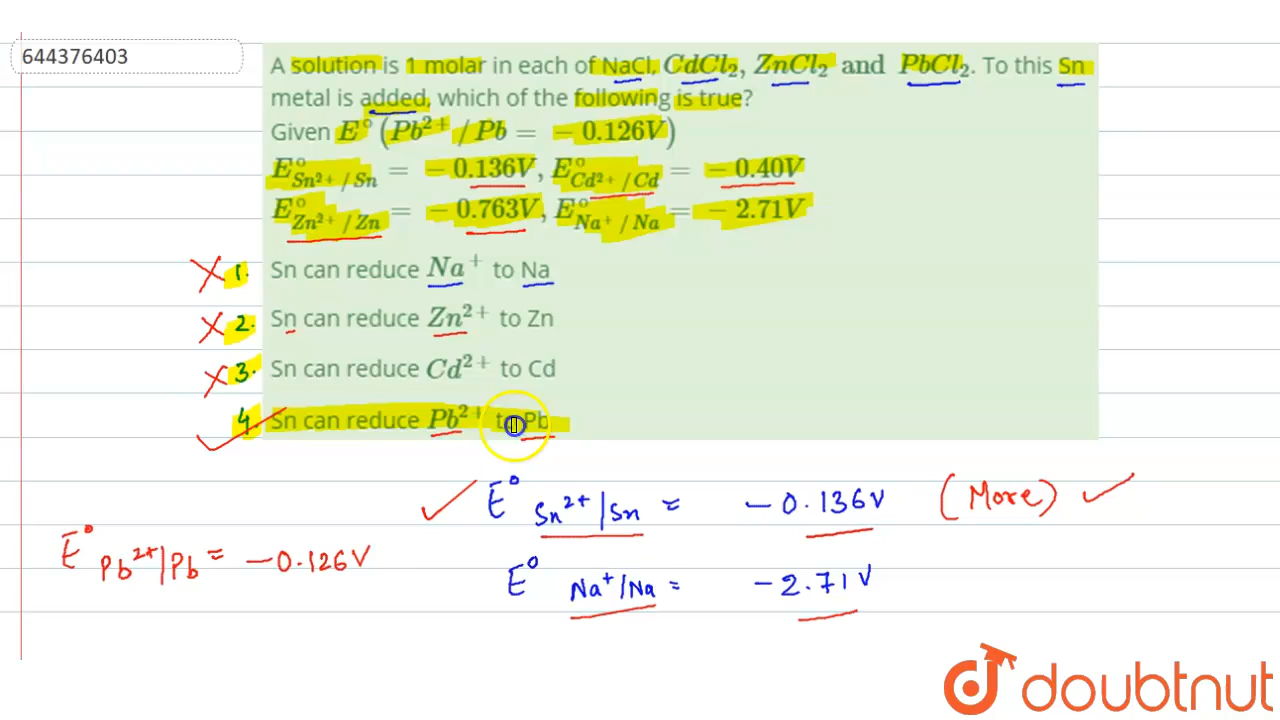 644376403
A solution is 1 molar in each of NaCl, CdCl₂, ZnCl₂ and PbCl₂. To this Sn
metal is added, which of the following is true?
Given E° (Pb²⁺ / Pb = − 0.126V)
E°Sn²⁺ / Sn = − 0.136V, E°Cd²⁺ / Cd = − 0.40V
E°Zn²⁺ / Zn = − 0.763V, E°Na⁺ / Na = − 2.71V
1. Sn can reduce Na⁺ to Na
2. Sn can reduce Zn²⁺ to Zn
3. Sn can reduce Cd²⁺ to Cd
4. Sn can reduce Pb²⁺ to Pb
E° Sn²⁺/Sn = −0.136V (More)
E° Pb²⁺/Pb = −0.126V
E° Na⁺/Na = −2.71V
doubtnut